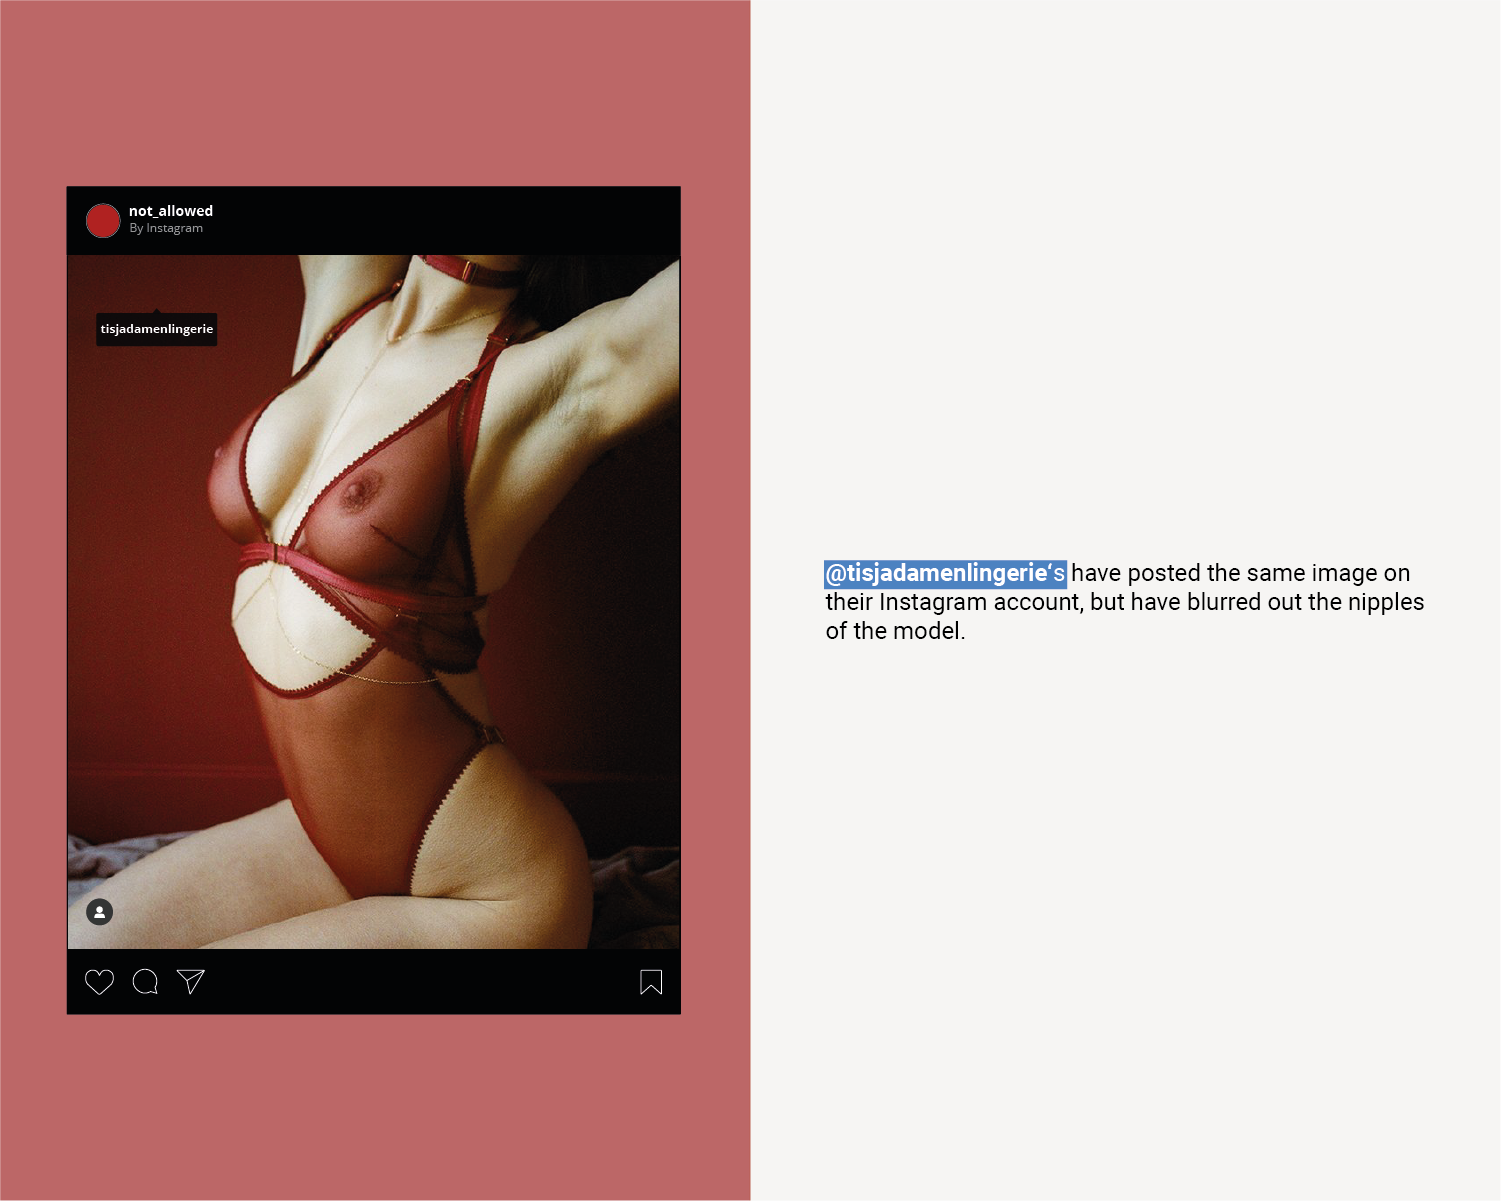 not_allowed
By Instagram
tisjadamenlingerie
@tisjadamenlingerie‘s have posted the same image on
their Instagram account, but have blurred out the nipples
of the model.